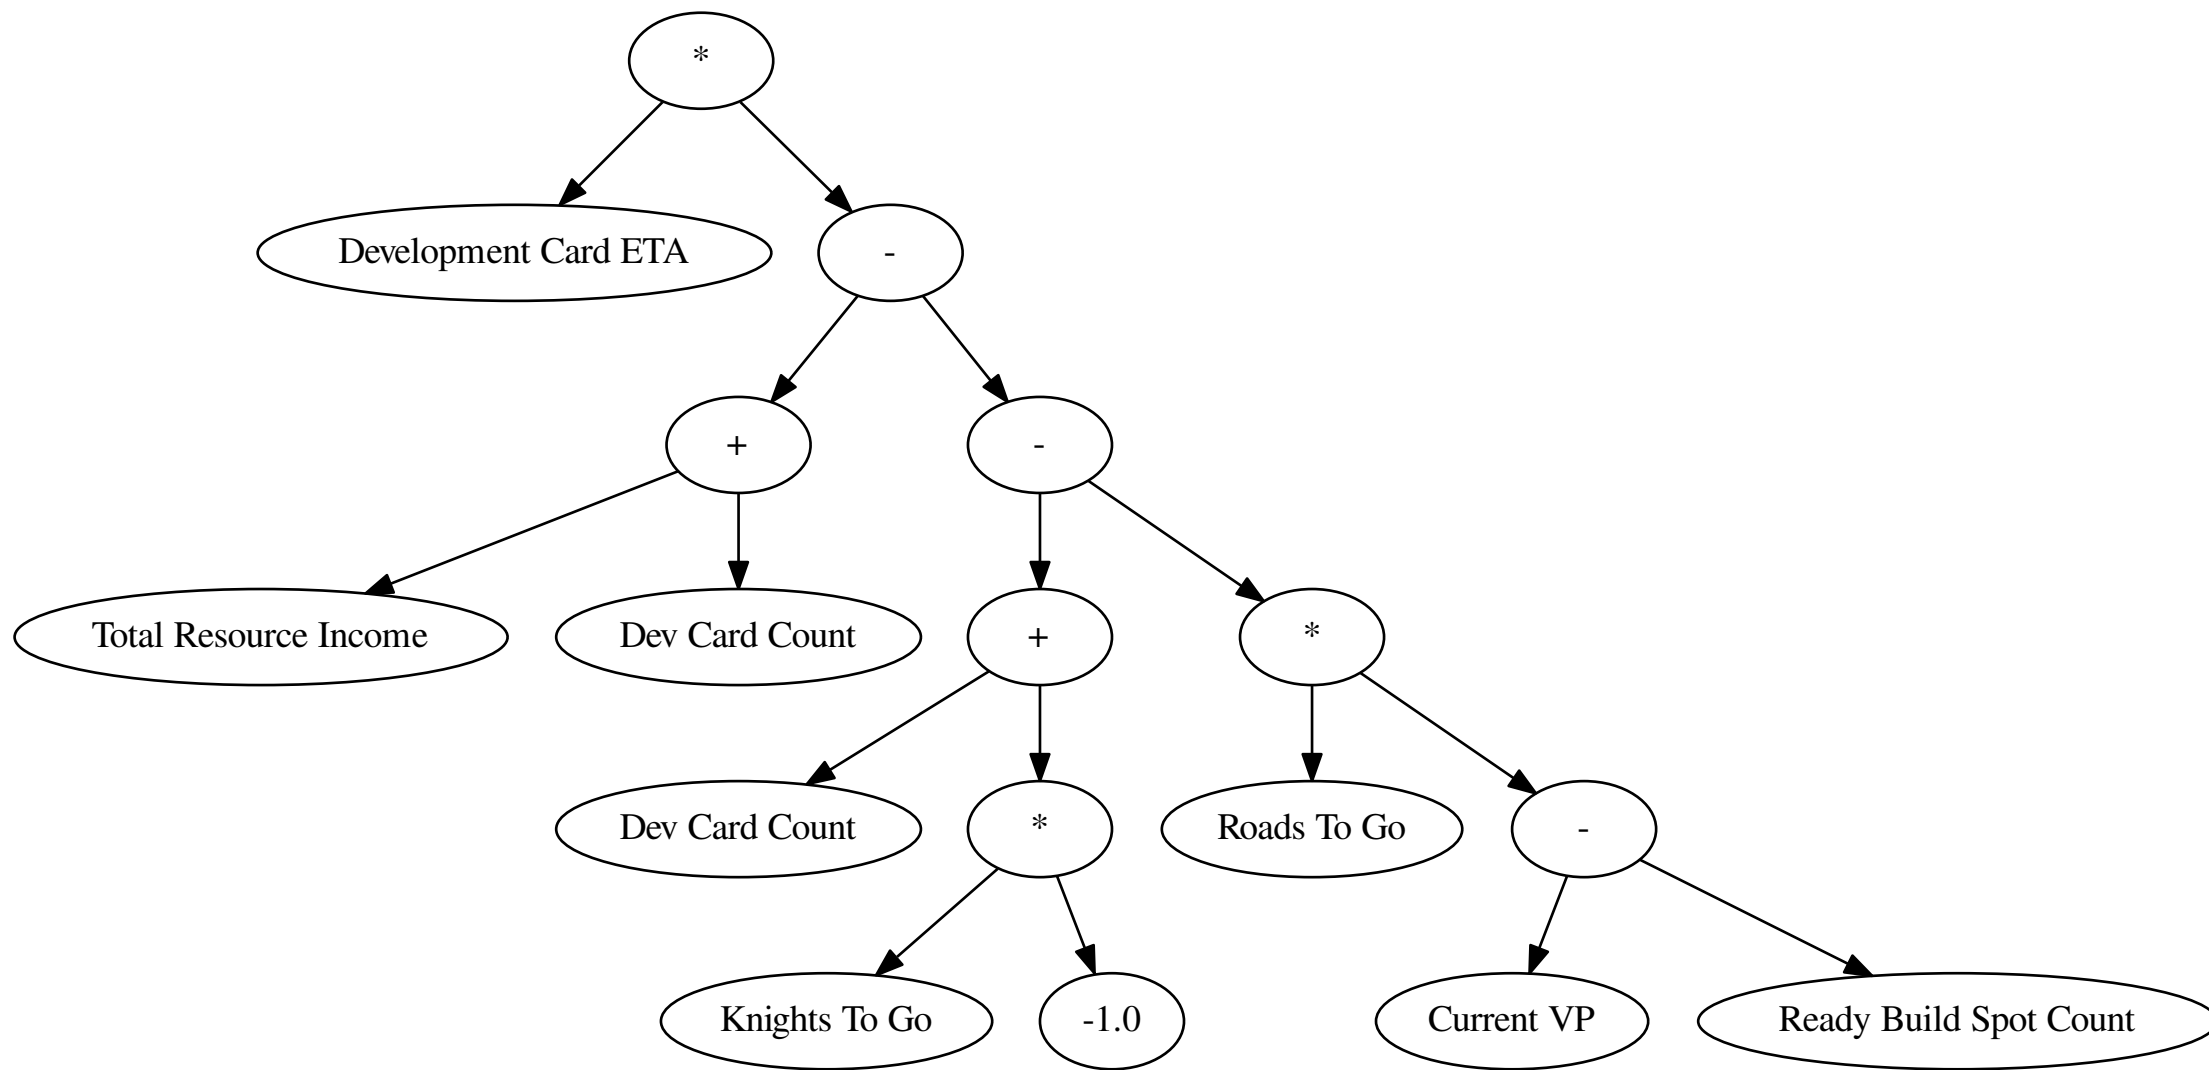 *
Development Card ETA
-
+
-
Total Resource Income
Dev Card Count
+
*
Dev Card Count
*
Roads To Go
-
Knights To Go
-1.0
Current VP
Ready Build Spot Count